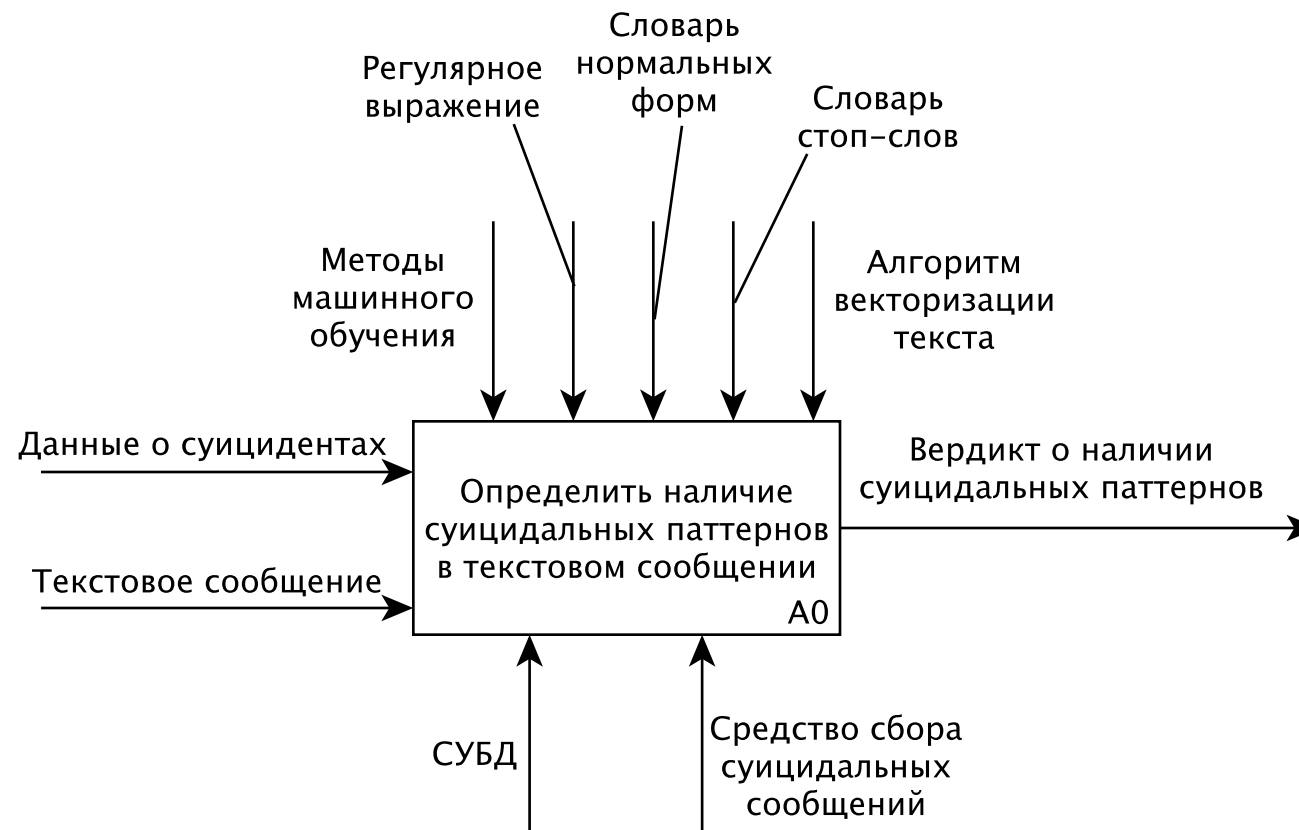 Словарь
нормальных
форм
Регулярное
выражение
Словарь
стоп-слов
Методы
машинного
обучения
Алгоритм
векторизации
текста
Данные о суицидентах
Текстовое сообщение
Определить наличие
суицидальных паттернов
в текстовом сообщении
A0
Вердикт о наличии
суицидальных паттернов
СУБД
Средство сбора
суицидальных
сообщений